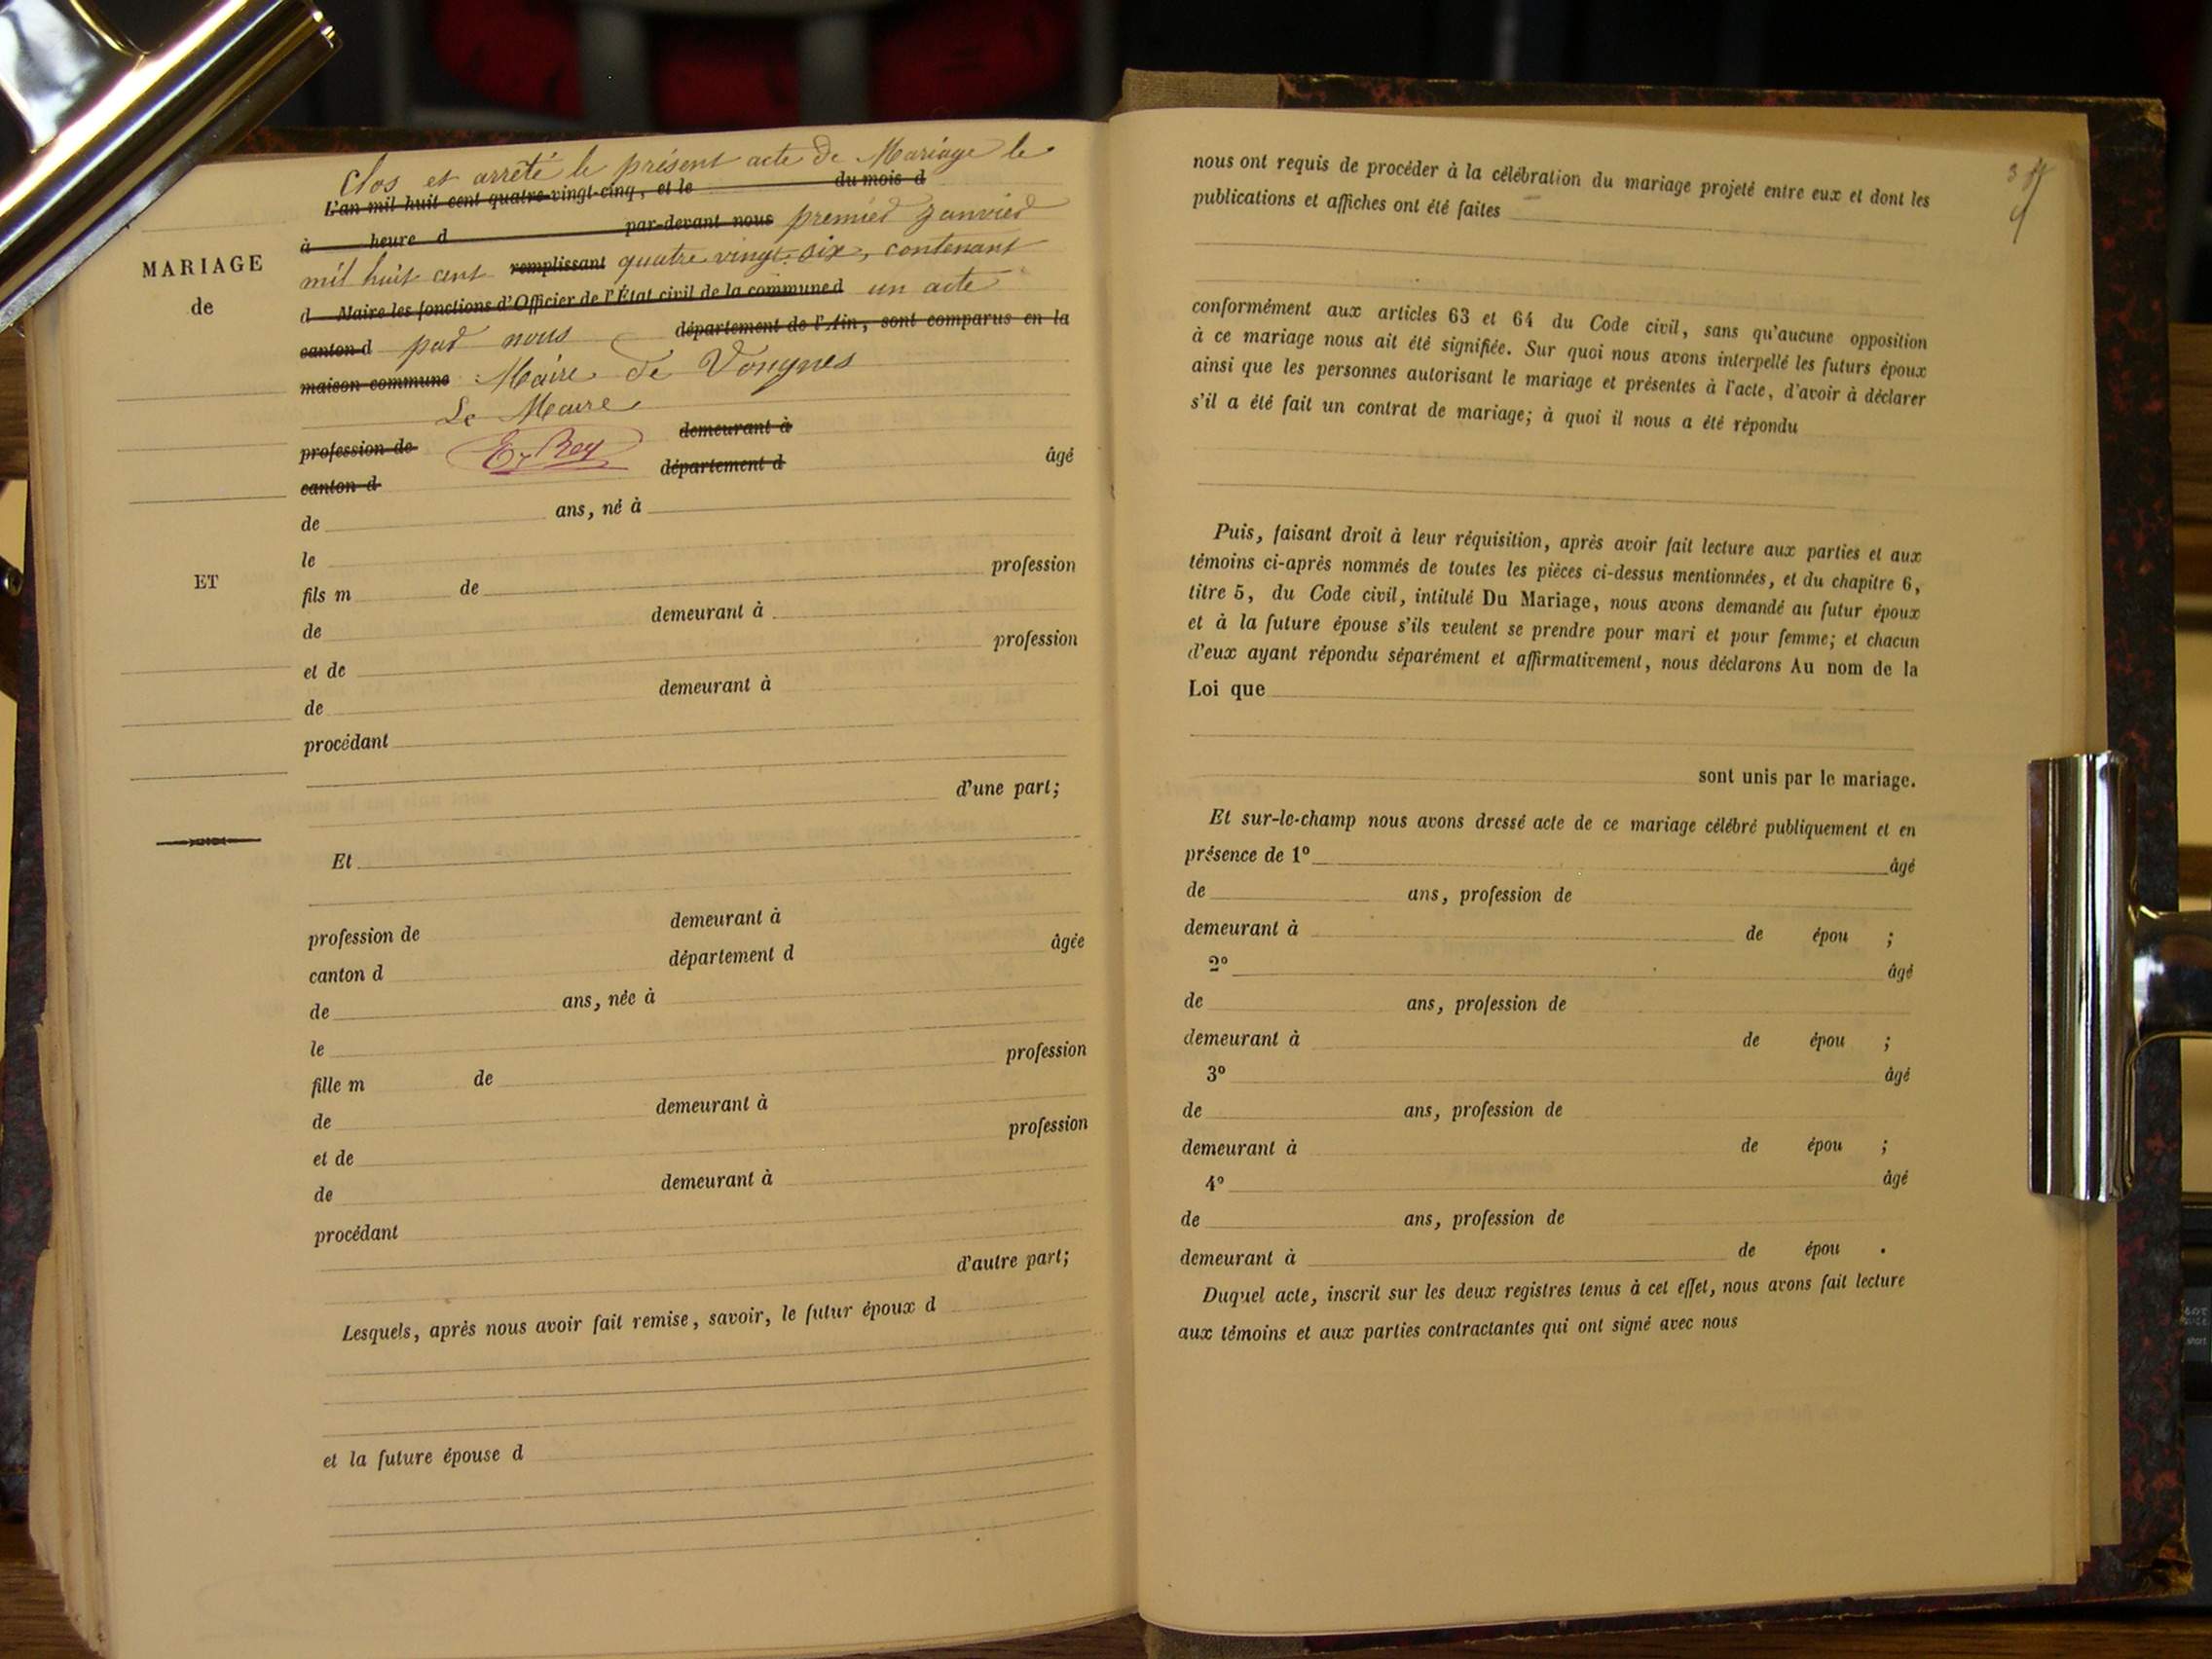 Clos et arrêté le présent acte de Mariage le
L'an mil huit cent quatre-vingt-cinq, et le du mois d
à heure d par-devant nous premier Janvier
mil huit cent remplissant quatre vingt-six, contenant
d Maire les fonctions d'Officier de l'État civil de la commune d un acte
canton d par nous département de l'Ain, sont comparus en la
maison commune Maire de Vongnes
Le Maire
profession de E. Rey demeurant à
canton d département d âgé
de ans, né à
le
fils m de profession
de demeurant à
et de profession
de demeurant à
procédant
d'une part;
Et
profession de demeurant à
canton d département d âgée
de ans, née à
le
fille m de profession
de demeurant à
et de profession
de demeurant à
procédant
d'autre part;
Lesquels, après nous avoir fait remise, savoir, le futur époux d
et la future épouse d
MARIAGE
de
ET
nous ont requis de procéder à la célébration du mariage projeté entre eux et dont les
publications et affiches ont été faites
conformément aux articles 63 et 64 du Code civil, sans qu'aucune opposition
à ce mariage nous ait été signifiée. Sur quoi nous avons interpellé les futurs époux
ainsi que les personnes autorisant le mariage et présentes à l'acte, d'avoir à déclarer
s'il a été fait un contrat de mariage; à quoi il nous a été répondu
Puis, faisant droit à leur réquisition, après avoir fait lecture aux parties et aux
témoins ci-après nommés de toutes les pièces ci-dessus mentionnées, et du chapitre 6,
titre 5, du Code civil, intitulé Du Mariage, nous avons demandé au futur époux
et à la future épouse s'ils veulent se prendre pour mari et pour femme; et chacun
d'eux ayant répondu séparément et affirmativement, nous déclarons Au nom de la
Loi que
sont unis par le mariage.
Et sur-le-champ nous avons dressé acte de ce mariage célébré publiquement et en
présence de 1º âgé
de ans, profession de
demeurant à de épou ;
2º âgé
de ans, profession de
demeurant à de épou ;
3º âgé
de ans, profession de
demeurant à de épou ;
4º âgé
de ans, profession de
demeurant à de épou .
Duquel acte, inscrit sur les deux registres tenus à cet effet, nous avons fait lecture
aux témoins et aux parties contractantes qui ont signé avec nous